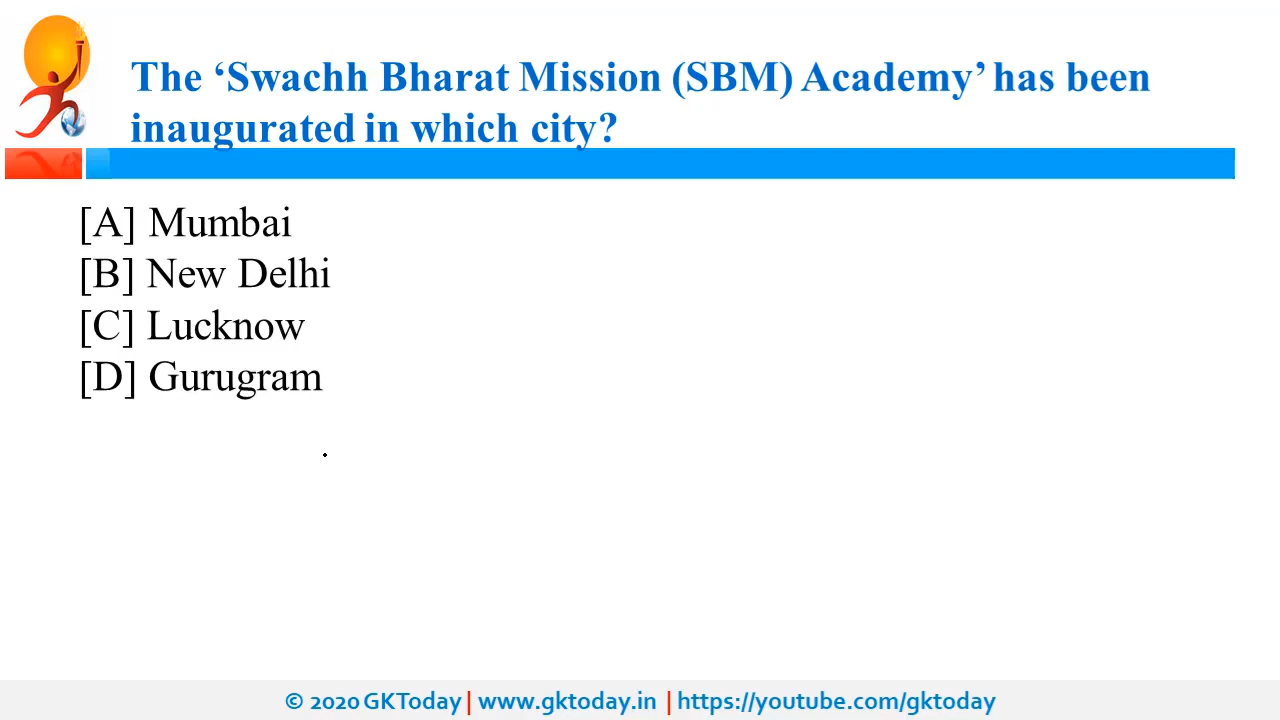 The ‘Swachh Bharat Mission (SBM) Academy’ has been
inaugurated in which city?
[A] Mumbai
[B] New Delhi
[C] Lucknow
[D] Gurugram
.
© 2020 GKToday | www.gktoday.in | https://youtube.com/gktoday